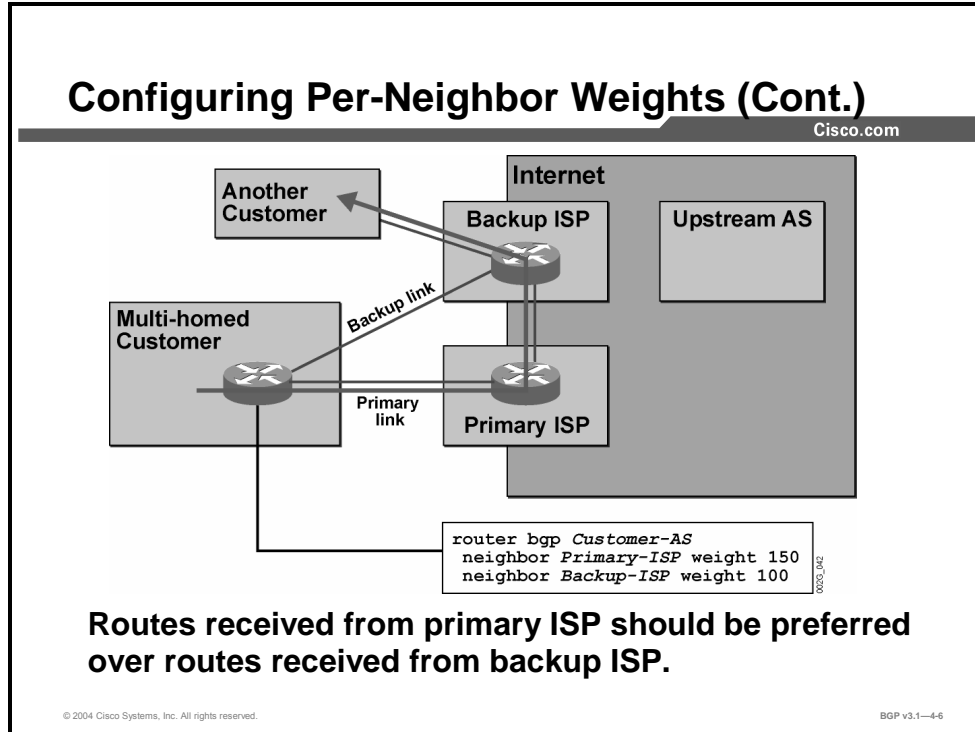 Configuring Per-Neighbor Weights (Cont.)
Cisco.com
Another
Customer
Internet
Backup ISP
Upstream AS
Backup link
Multi-homed
Customer
Primary
link
Primary ISP
router bgp Customer-AS
neighbor Primary-ISP weight 150
neighbor Backup-ISP weight 100
002G_042
Routes received from primary ISP should be preferred
over routes received from backup ISP.
© 2004 Cisco Systems, Inc. All rights reserved.
BGP v3.1—4-6